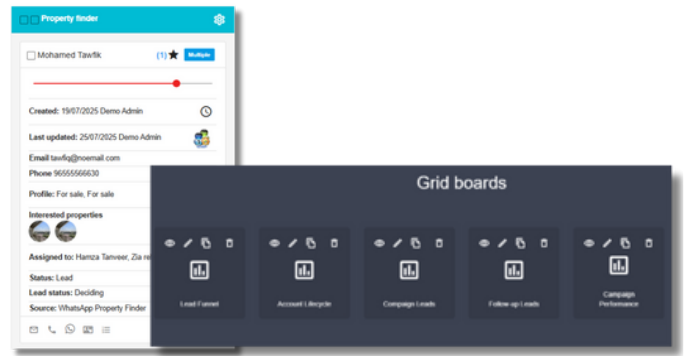 Property finder
Mohamed Tawfik (1) Multiple
Created: 19/07/2025 Demo Admin
Last updated: 25/07/2025 Demo Admin
Email tawfiq@noemail.com
Phone 96555566630
Profile: For sale, For sale
Interested properties
Assigned to: Hamza Tanveer, Zia re
Status: Lead
Lead status: Deciding
Source: WhatsApp Property Finder
Grid boards
Lead Funnel
Account Lifecycle
Compaign Leads
Follow-up Leads
Campaign
Performance